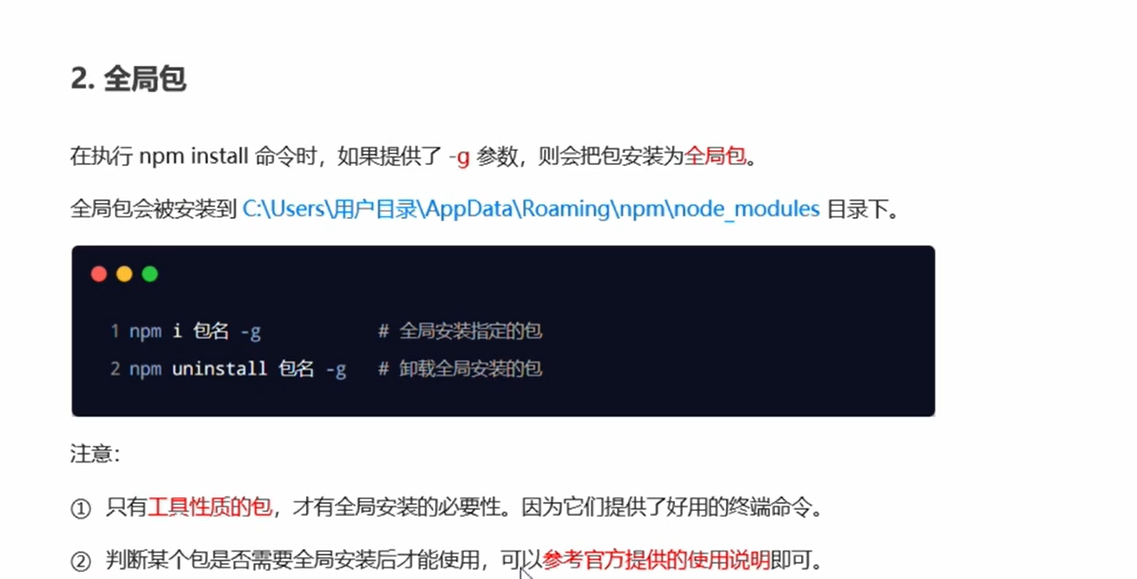 2. 全局包
在执行 npm install 命令时，如果提供了 -g 参数，则会把包安装为全局包。
全局包会被安装到 C:\Users\用户目录\AppData\Roaming\npm\node_modules 目录下。
1 npm i 包名 -g # 全局安装指定的包
2 npm uninstall 包名 -g # 卸载全局安装的包
注意：
① 只有工具性质的包，才有全局安装的必要性。因为它们提供了好用的终端命令。
② 判断某个包是否需要全局安装后才能使用，可以参考官方提供的使用说明即可。